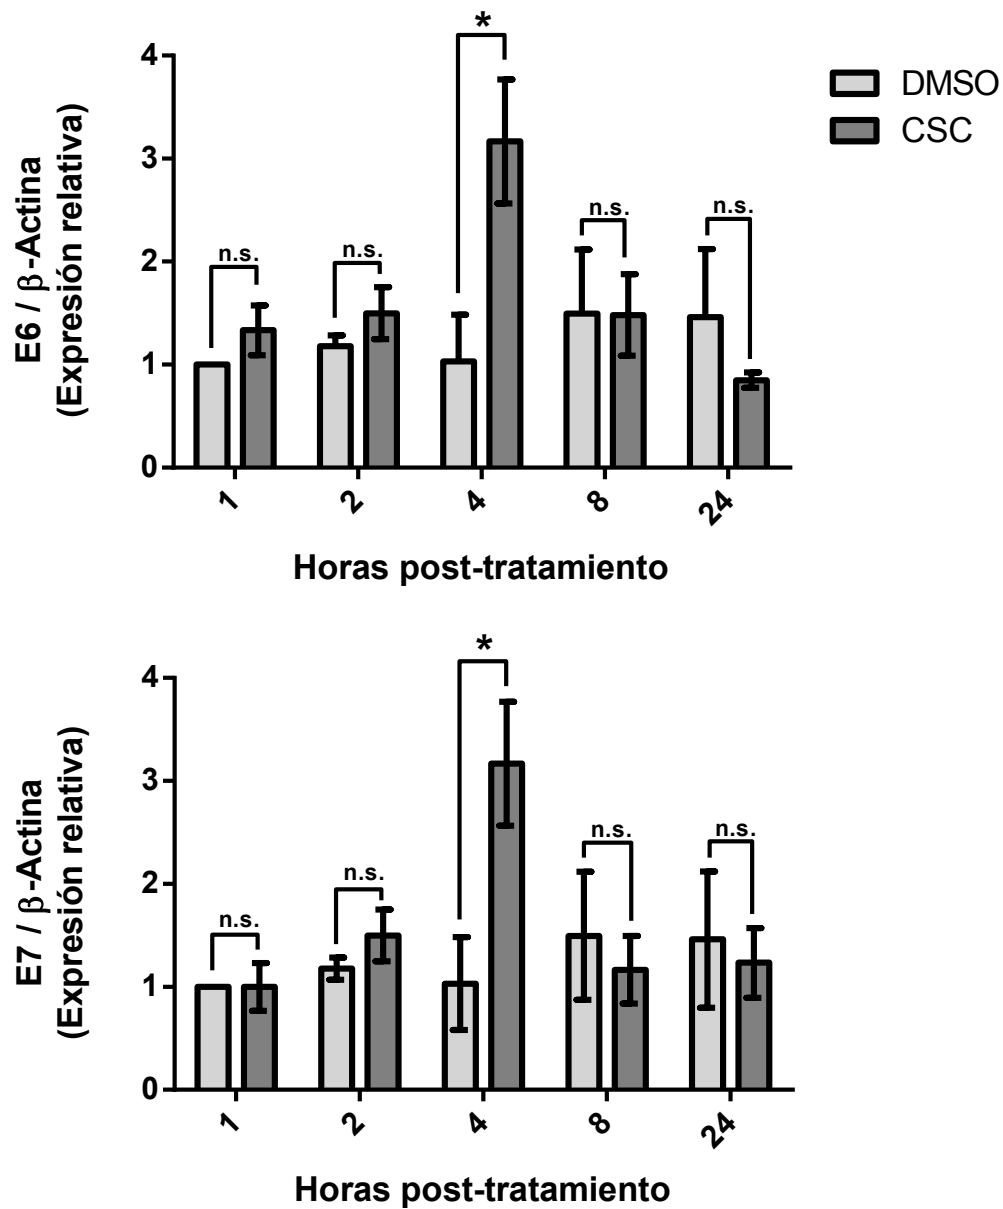 *
4
3
2
1
0
E6 / β-Actina
(Expresión relativa)
n.s.
n.s.
n.s.
n.s.
DMSO
CSC
1
2
4
8
24
Horas post-tratamiento
*
4
3
2
1
0
E7 / β-Actina
(Expresión relativa)
n.s.
n.s.
n.s.
n.s.
1
2
4
8
24
Horas post-tratamiento